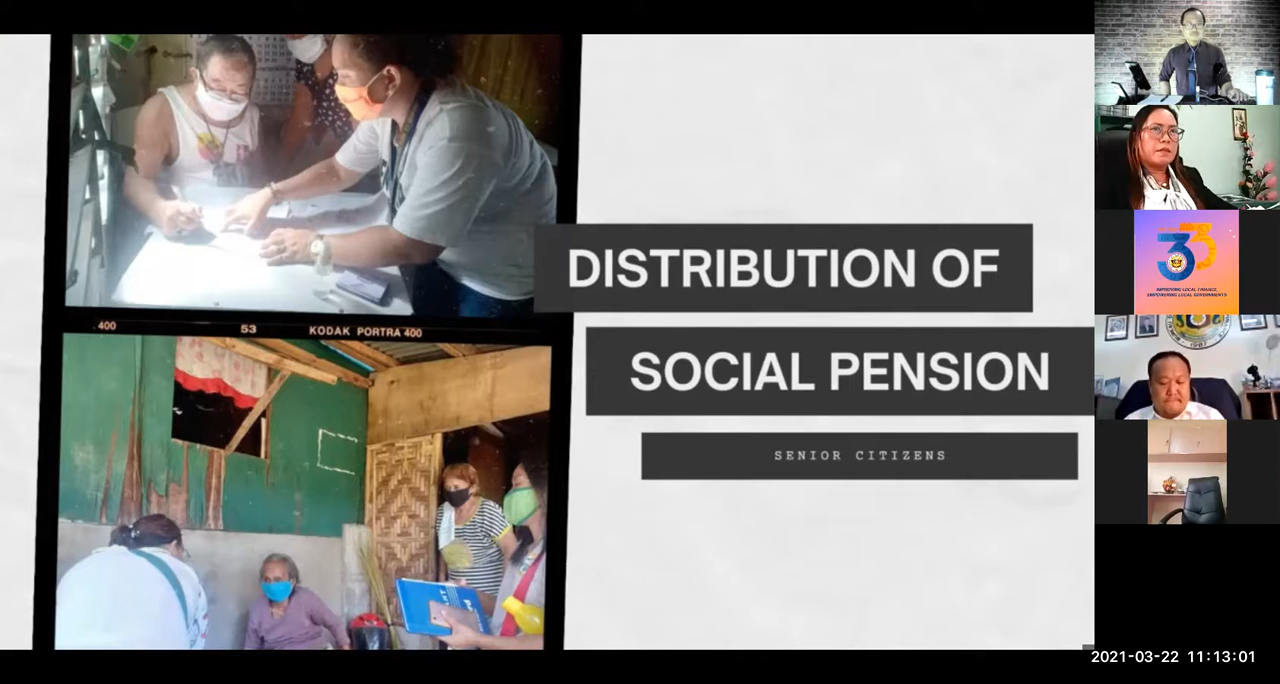 DISTRIBUTION OF
SOCIAL PENSION
SENIOR CITIZENS
400
53
KODAK PORTRA 400
33
IMPROVING LOCAL FINANCE,
EMPOWERING LOCAL GOVERNMENTS
2021-03-22 11:13:01